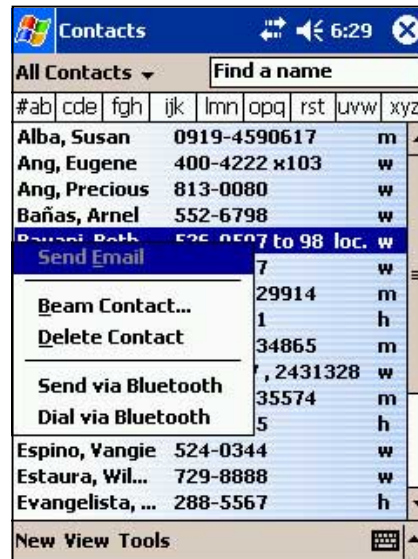 Contacts 6:29
All Contacts Find a name
#ab cde fgh ijk lmn opq rst uvw xyz
Alba, Susan 0919-4590617 m
Ang, Eugene 400-4222 x103 w
Ang, Precious 813-0080 w
Bañas, Arnel 552-6798 w
to 98 loc. w
Send Email 7 w
29914 m
Beam Contact... 1 h
Delete Contact 34865 m
, 2431328 w
Send via Bluetooth 35574 m
Dial via Bluetooth 5 h
Espino, Vangie 524-0344 w
Estaura, Wil... 729-8888 w
Evangelista, ... 288-5567 h
New View Tools